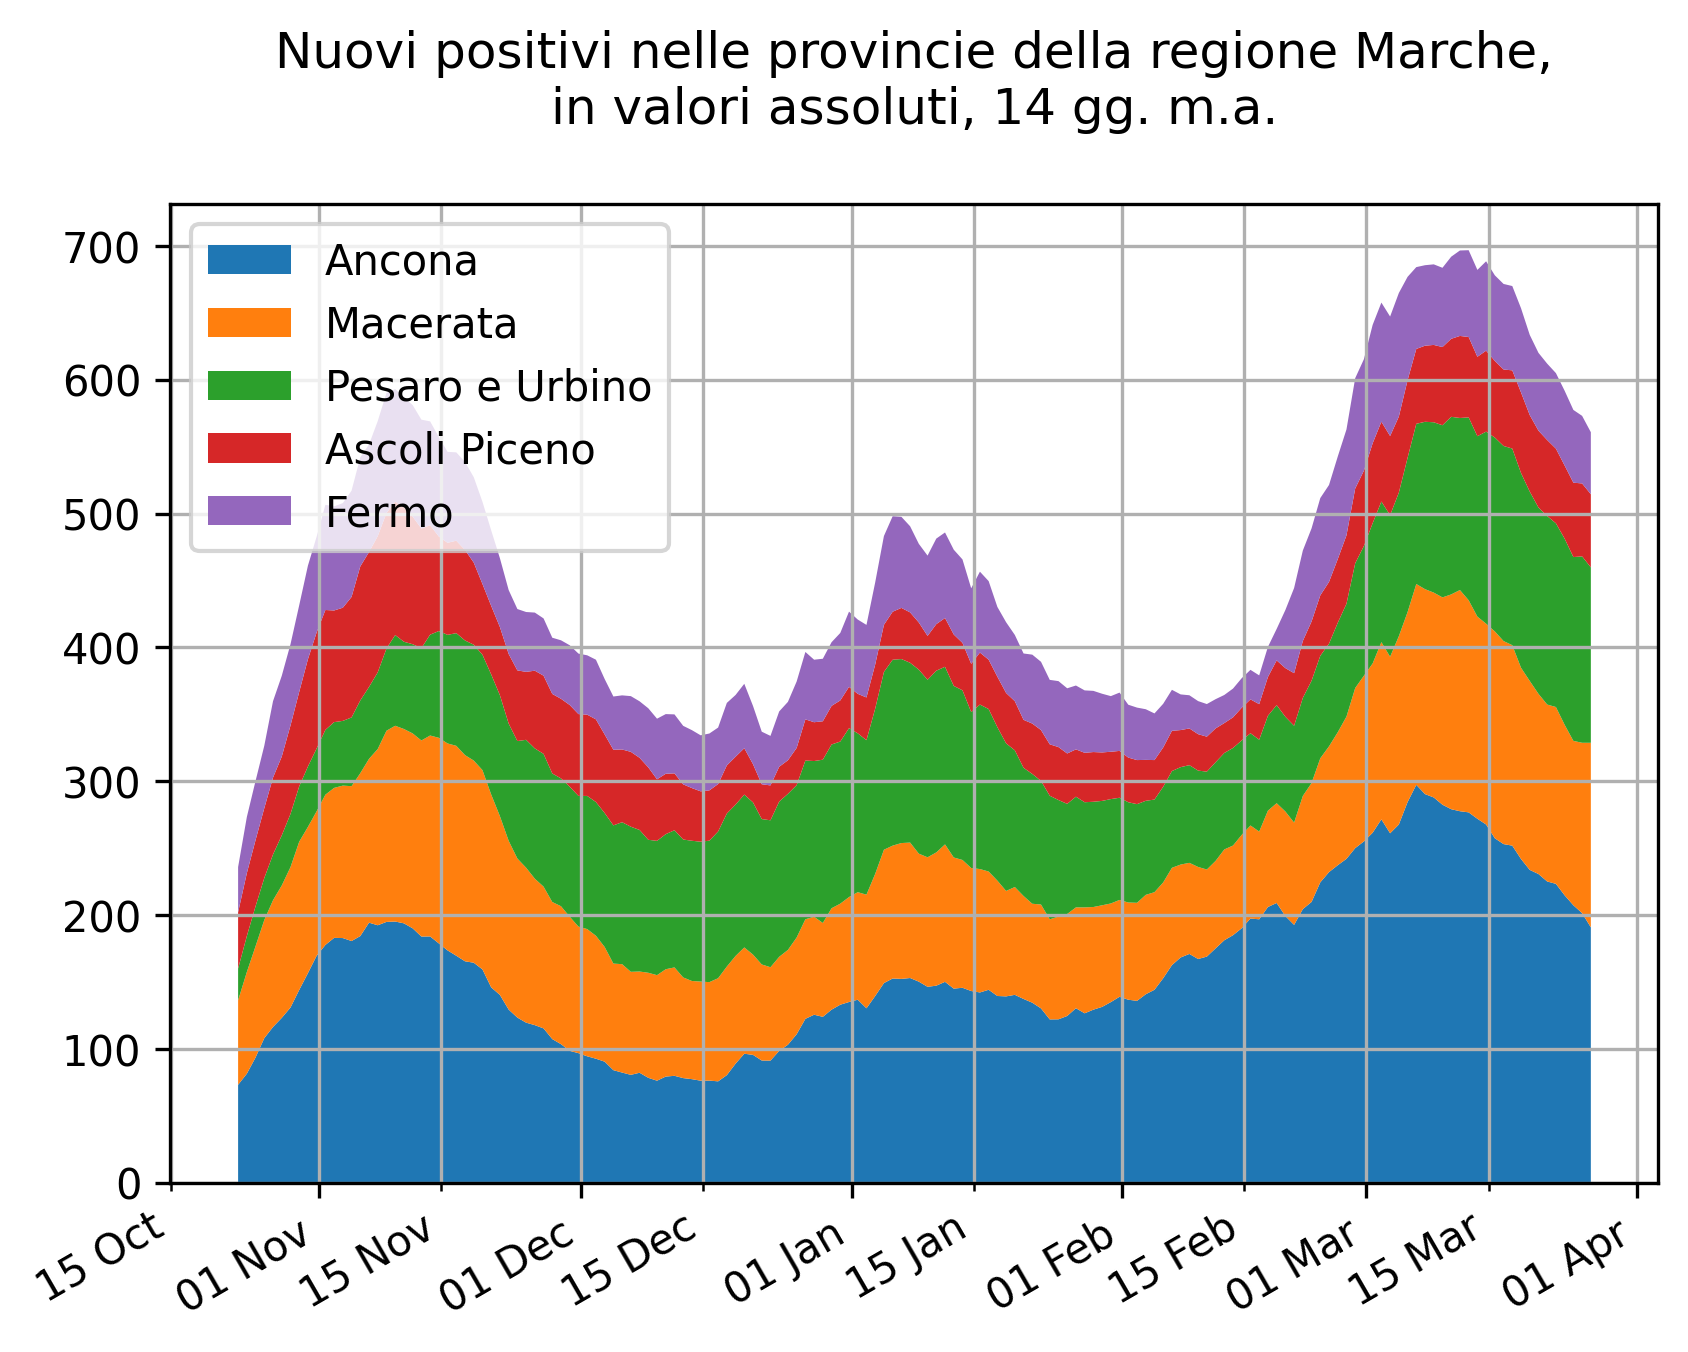 Nuovi positivi nelle provincie della regione Marche,
in valori assoluti, 14 gg. m.a.
700
600
500
400
300
200
100
0
Ancona
Macerata
Pesaro e Urbino
Ascoli Piceno
Fermo
15 Oct
01 Nov
15 Nov
01 Dec
15 Dec
01 Jan
15 Jan
01 Feb
15 Feb
01 Mar
15 Mar
01 Apr